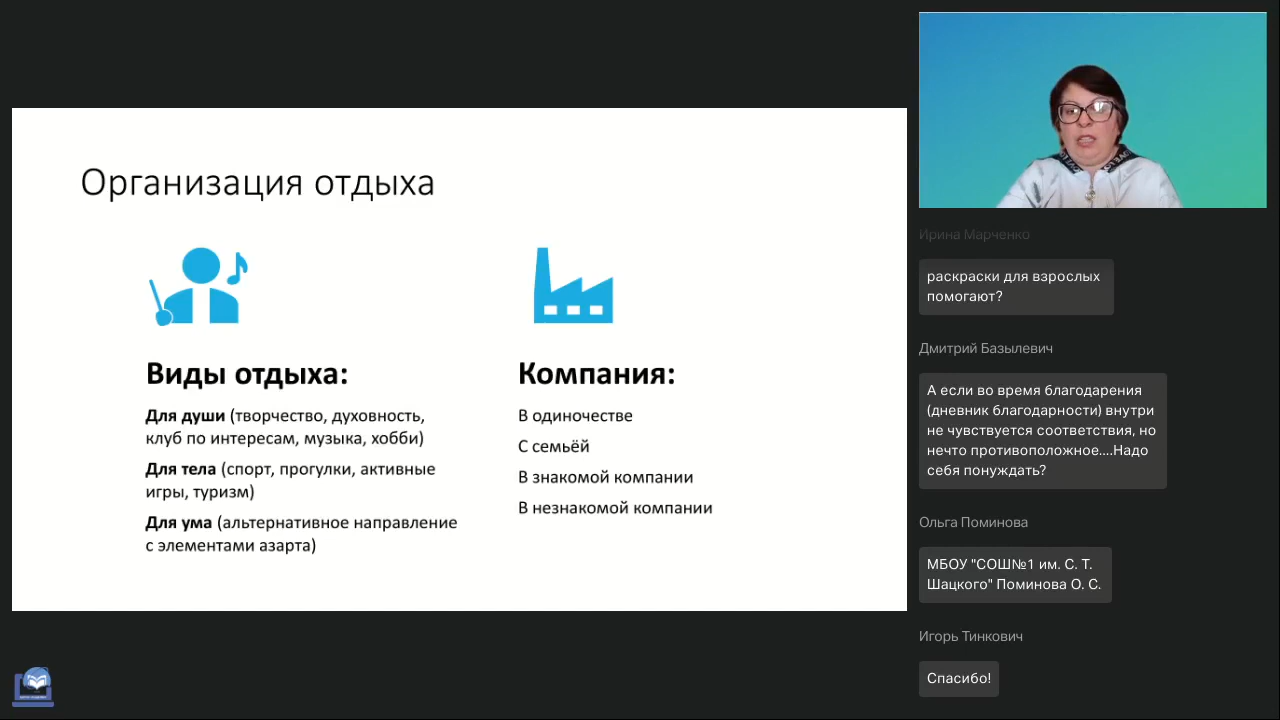 Организация отдыха
Виды отдыха:
Для души (творчество, духовность,
клуб по интересам, музыка, хобби)
Для тела (спорт, прогулки, активные
игры, туризм)
Для ума (альтернативное направление
с элементами азарта)
Компания:
В одиночестве
С семьёй
В знакомой компании
В незнакомой компании
Ирина Марченко
раскраски для взрослых
помогают?
Дмитрий Базылевич
А если во время благодарения
(дневник благодарности) внутри
не чувствуется соответствия, но
нечто противоположное....Надо
себя понуждать?
Ольга Поминова
МБОУ "СОШ№1 им. С. Т.
Шацкого" Поминова О. С.
Игорь Тинкович
Спасибо!